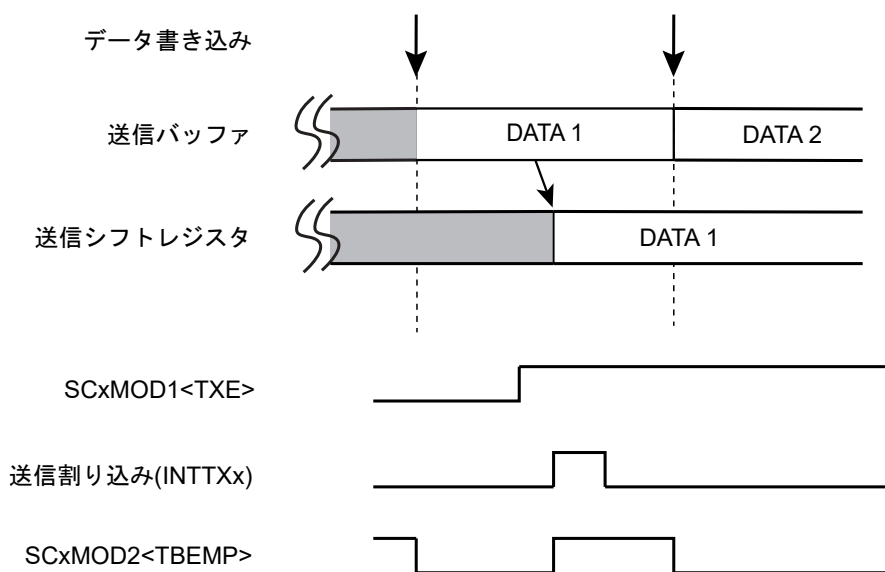 データ書き込み
送信バッファ
DATA 1
DATA 2
送信シフトレジスタ
DATA 1
SCxMOD1<TXE>
送信割り込み(INTTXx)
SCxMOD2<TBEMP>